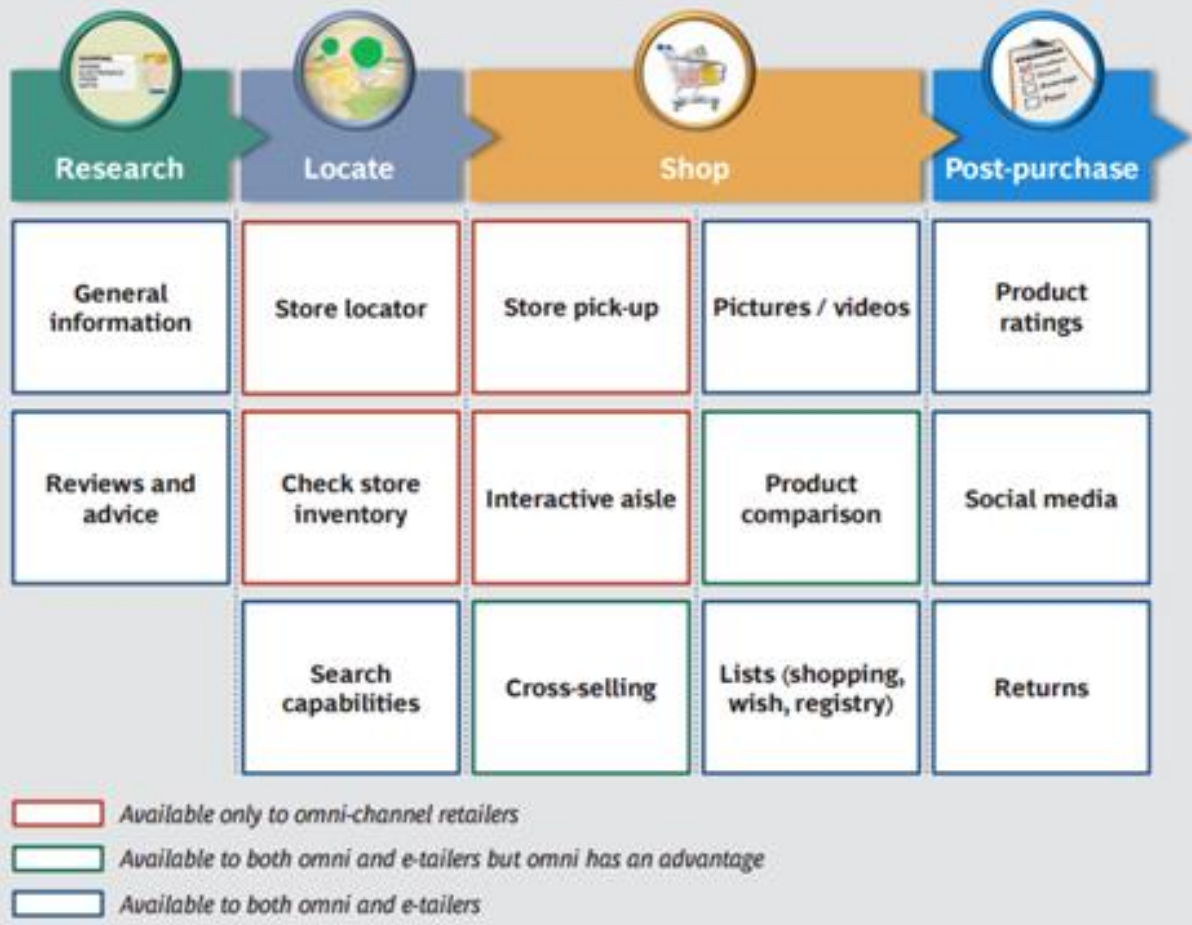 Research
Locate
Shop
Post-purchase
General
information
Store locator
Store pick-up
Pictures / videos
Product
ratings
Reviews and
advice
Check store
inventory
Interactive aisle
Product
comparison
Social media
Search
capabilities
Cross-selling
Lists (shopping,
wish, registry)
Returns
Available only to omni-channel retailers
Available to both omni and e-tailers but omni has an advantage
Available to both omni and e-tailers